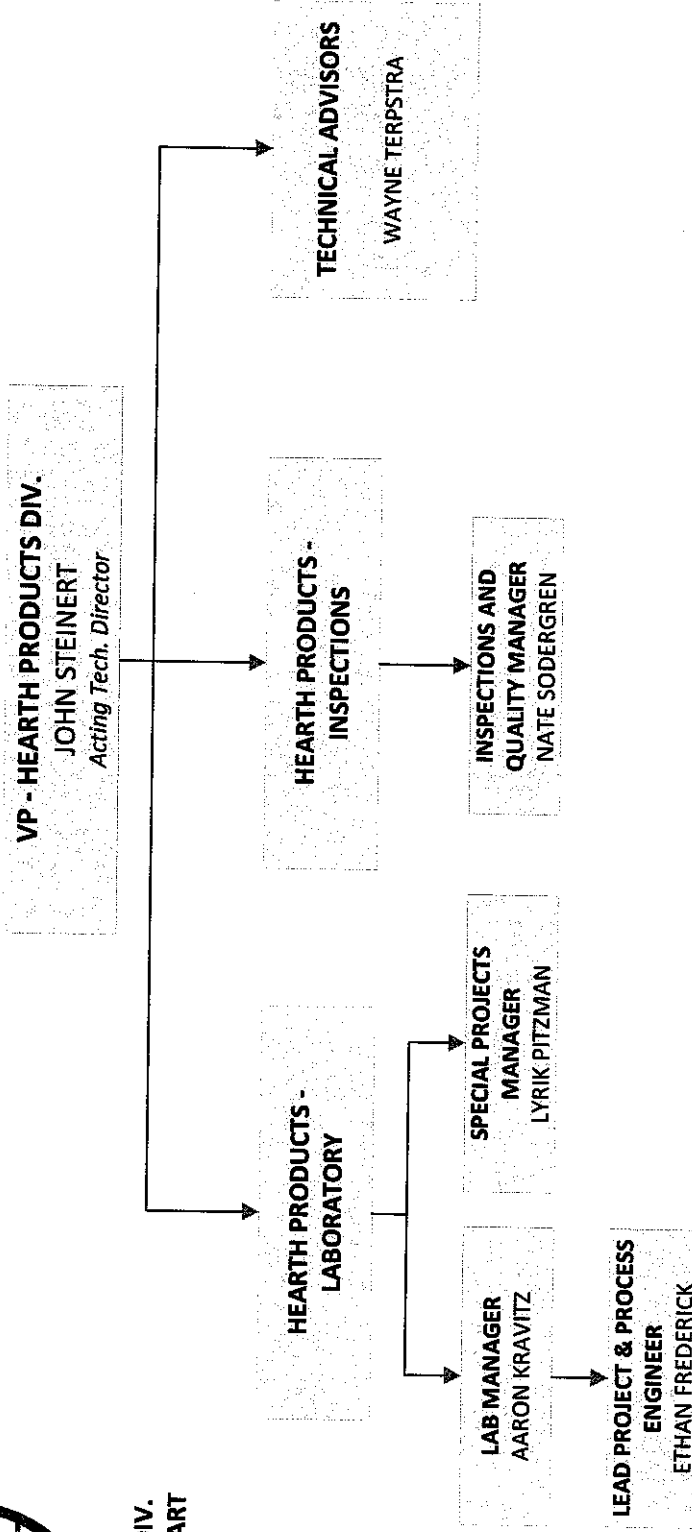 IV.
ART
VP - HEARTH PRODUCTS DIV.
JOHN STEINERT
Acting Tech. Director
HEARTH PRODUCTS -
LABORATORY
HEARTH PRODUCTS -
INSPECTIONS
TECHNICAL ADVISORS
WAYNE TERPSTRA
LAB MANAGER
AARON KRAVITZ
SPECIAL PROJECTS
MANAGER
LYRIK PITZMAN
INSPECTIONS AND
QUALITY MANAGER
NATE SODERGREN
LEAD PROJECT & PROCESS
ENGINEER
ETHAN FREDERICK